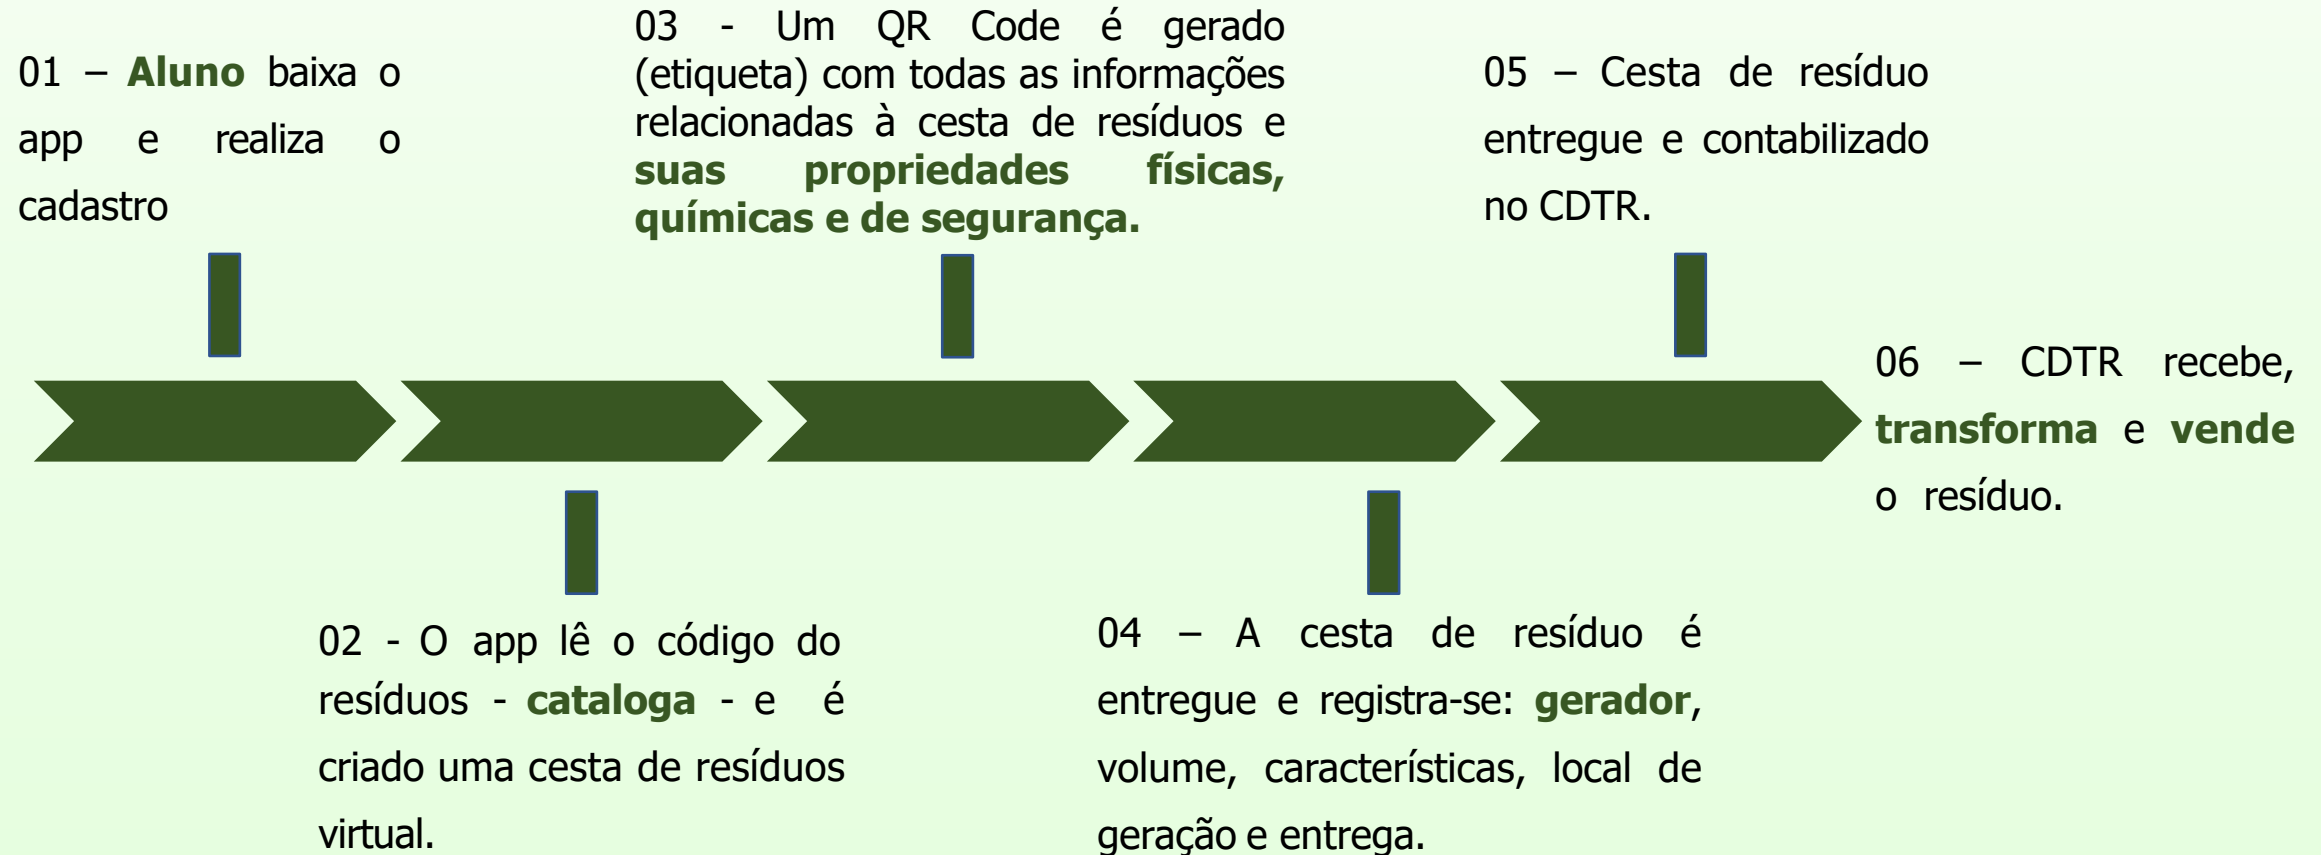 01 – Aluno baixa o
app e realiza o
cadastro
02 - O app lê o código do
resíduos - cataloga - e é
criado uma cesta de resíduos
virtual.
03 - Um QR Code é gerado
(etiqueta) com todas as informações
relacionadas à cesta de resíduos e
suas propriedades físicas,
químicas e de segurança.
04 – A cesta de resíduo é
entregue e registra-se: gerador,
volume, características, local de
geração e entrega.
05 – Cesta de resíduo
entregue e contabilizado
no CDTR.
06 – CDTR recebe,
transforma e vende
o resíduo.